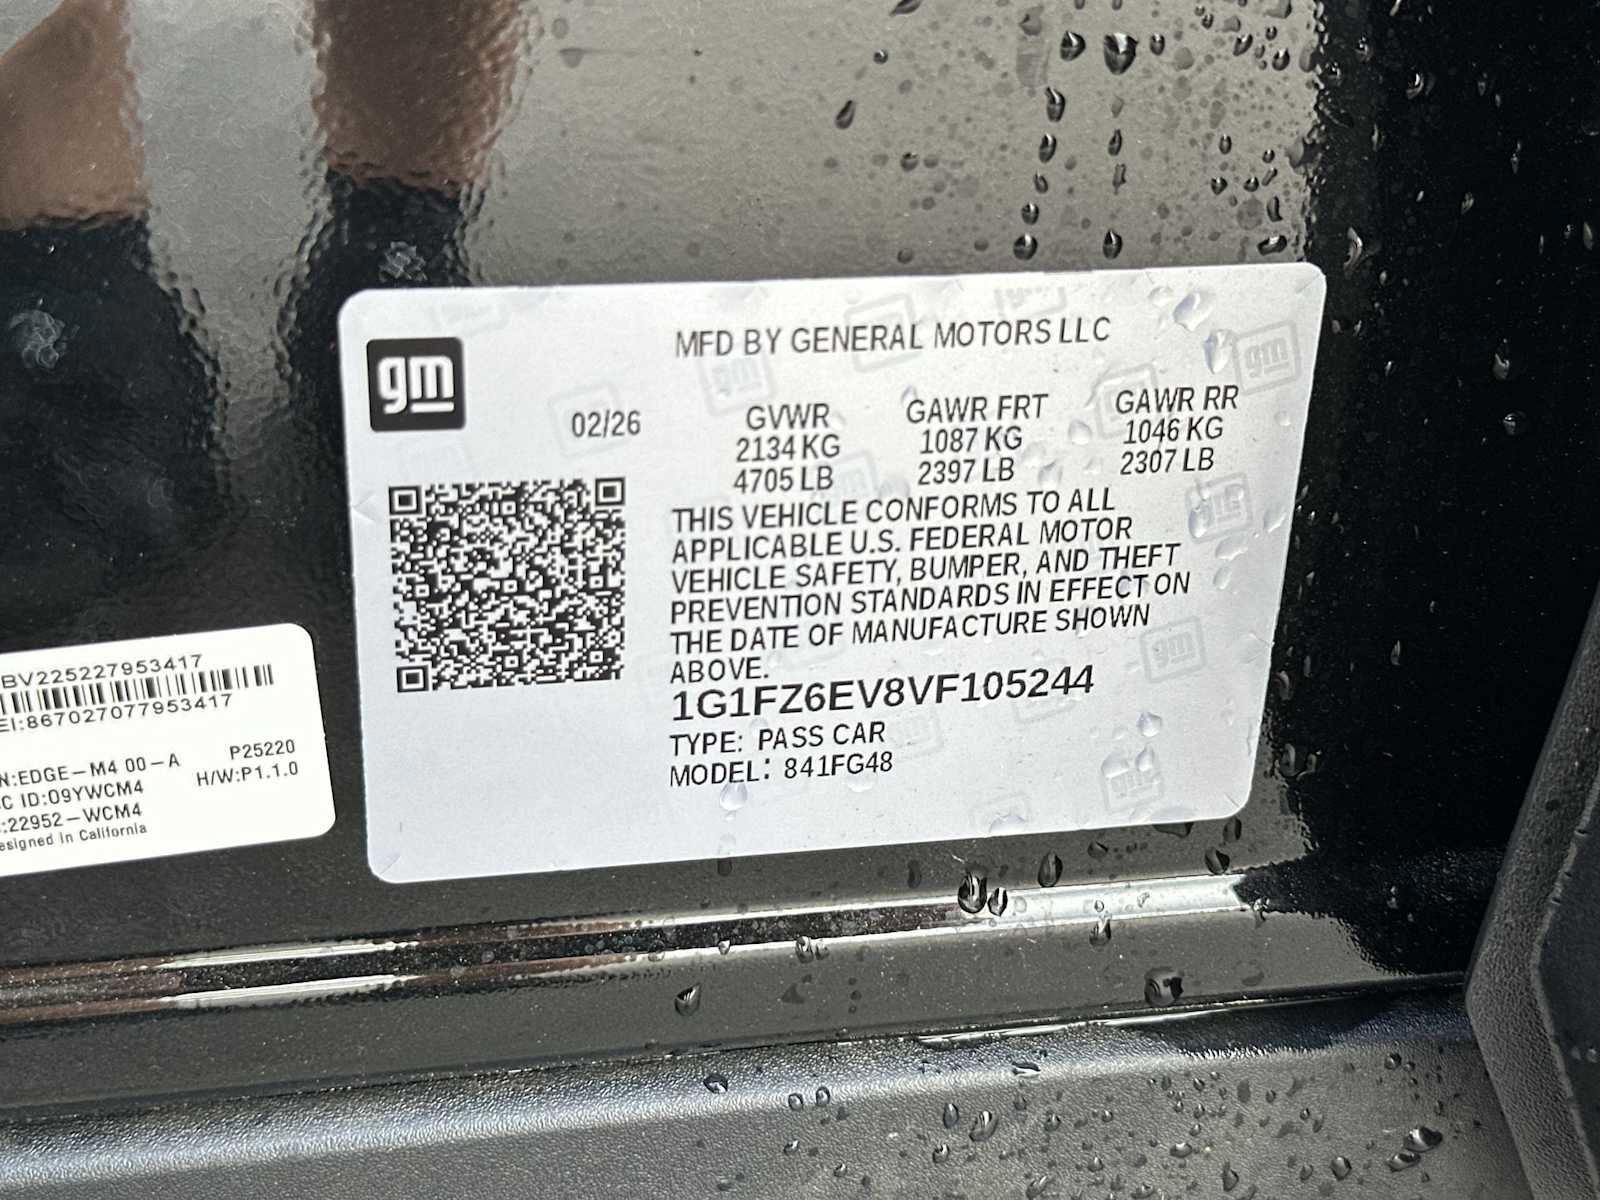 gm
MFD BY GENERAL MOTORS LLC
02/26
GVWR GAWR FRT GAWR RR
2134 KG 1087 KG 1046 KG
4705 LB 2397 LB 2307 LB
THIS VEHICLE CONFORMS TO ALL
APPLICABLE U.S. FEDERAL MOTOR
VEHICLE SAFETY, BUMPER, AND THEFT
PREVENTION STANDARDS IN EFFECT ON
THE DATE OF MANUFACTURE SHOWN
ABOVE.
1G1FZ6EV8VF105244
TYPE: PASS CAR
MODEL: 841FG48
BV225227953417
EI:867027077953417
N:EDGE-M4 00-A P25220
C ID:09YWCM4 H/W:P1.1.0
:22952-WCM4
esigned in California